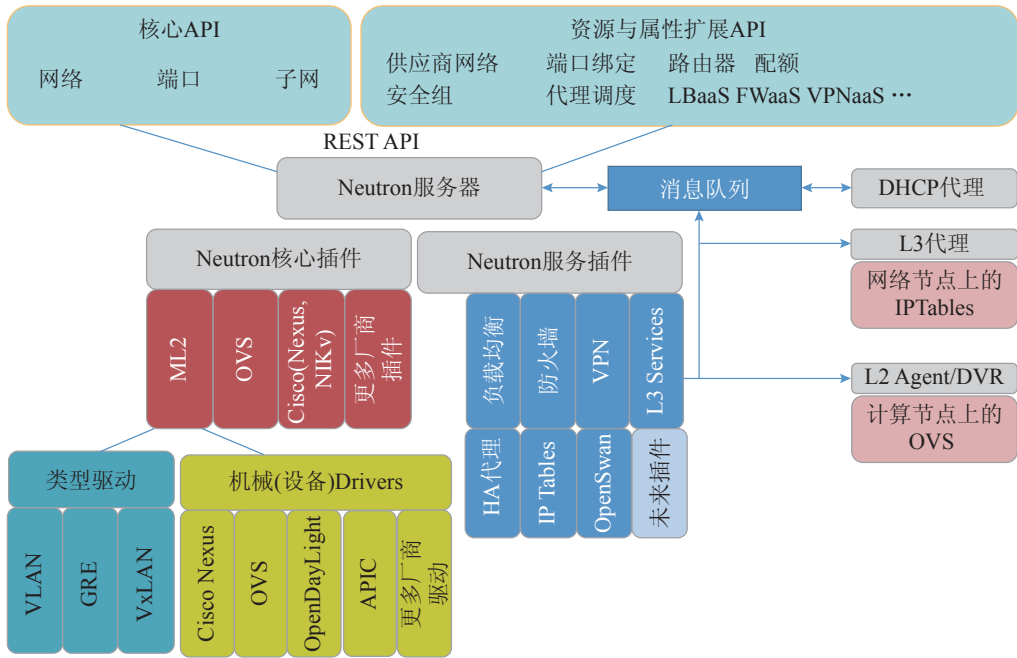 核心API
网络 端口 子网
资源与属性扩展API
供应商网络 端口绑定 路由器 配额
安全组 代理调度 LBaaS FWaaS VPNaaS …
REST API
Neutron服务器
消息队列
DHCP代理
L3代理
网络节点上的
IPTables
L2 Agent/DVR
计算节点上的
OVS
Neutron核心插件
ML2
OVS
Cisco(Nexus,
NIKv)
更多厂商
插件
Neutron服务插件
负载均衡
防火墙
VPN
L3 Services
HA代理
IP Tables
OpenSwan
未来插件
类型驱动
VLAN
GRE
VxLAN
机械(设备)Drivers
Cisco Nexus
OVS
OpenDayLight
APIC
更多厂商
驱动